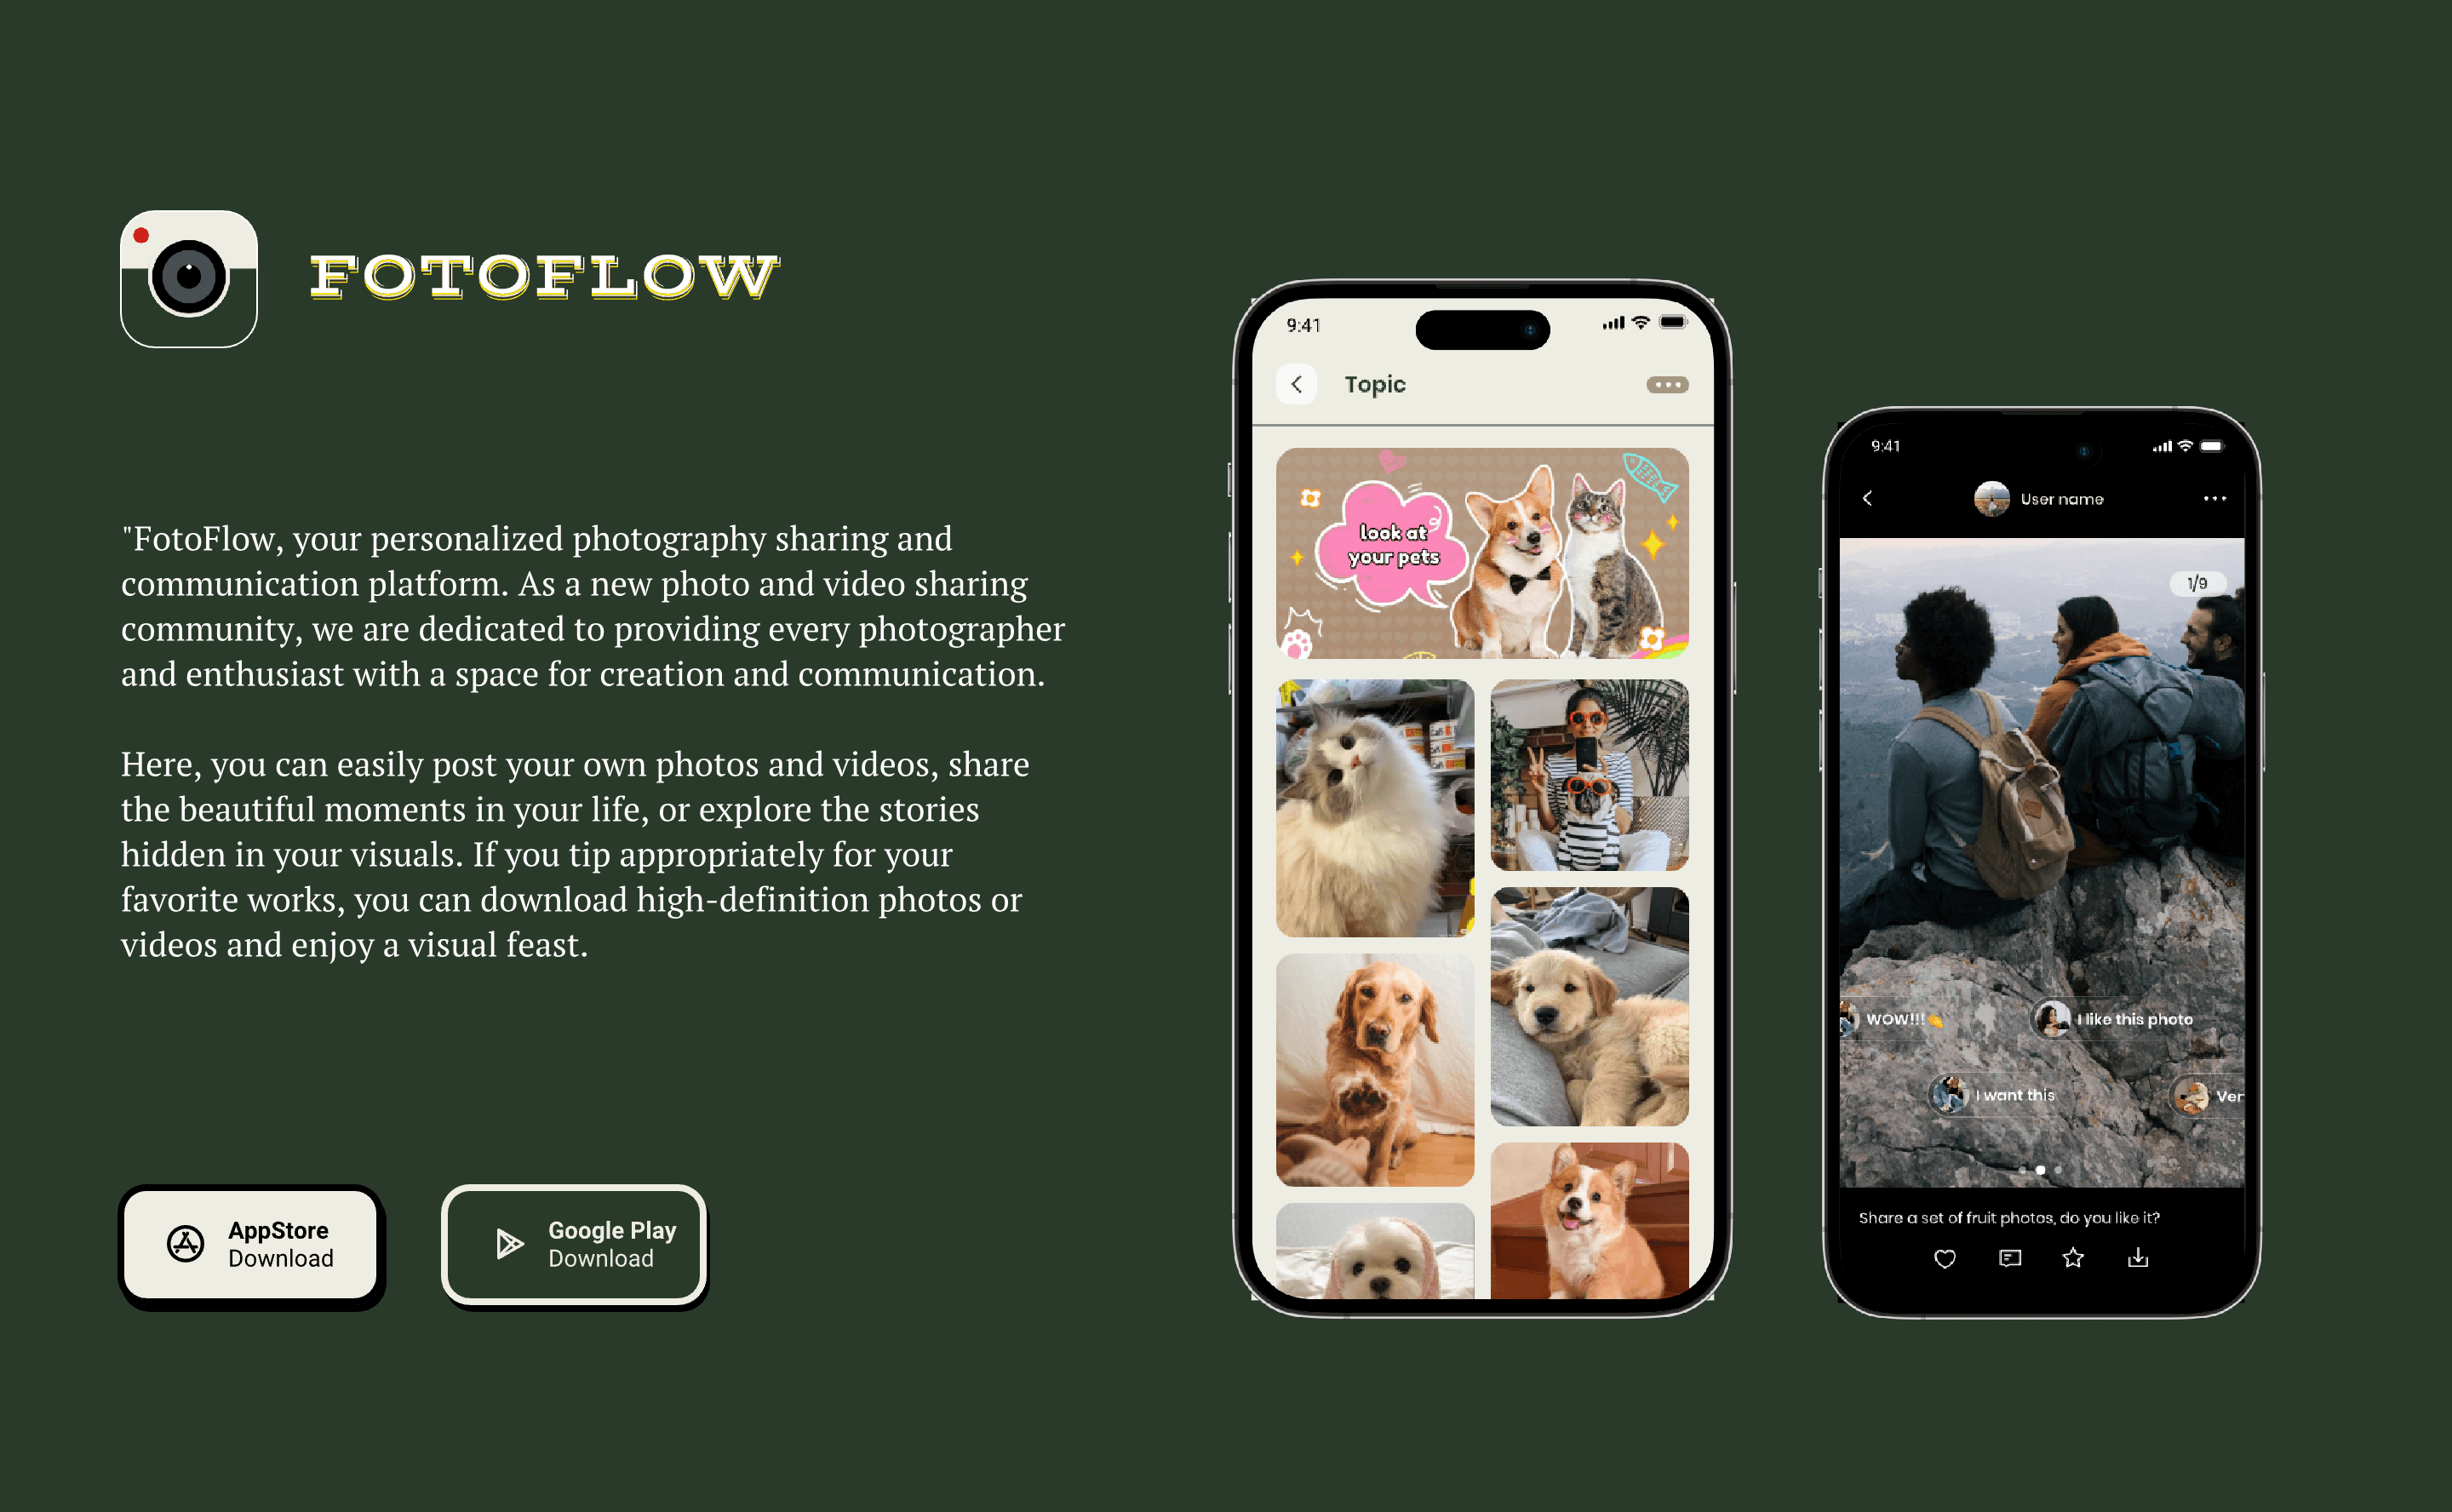 FOTOFLOW
"FotoFlow, your personalized photography sharing and
communication platform. As a new photo and video sharing
community, we are dedicated to providing every photographer
and enthusiast with a space for creation and communication.
Here, you can easily post your own photos and videos, share
the beautiful moments in your life, or explore the stories
hidden in your visuals. If you tip appropriately for your
favorite works, you can download high-definition photos or
videos and enjoy a visual feast.
AppStore
Download
Google Play
Download
9:41
Topic
look at
your pets
9:41
User name
1/9
WOW!!!👏
I like this photo
I want this
Ver
Share a set of fruit photos, do you like it?